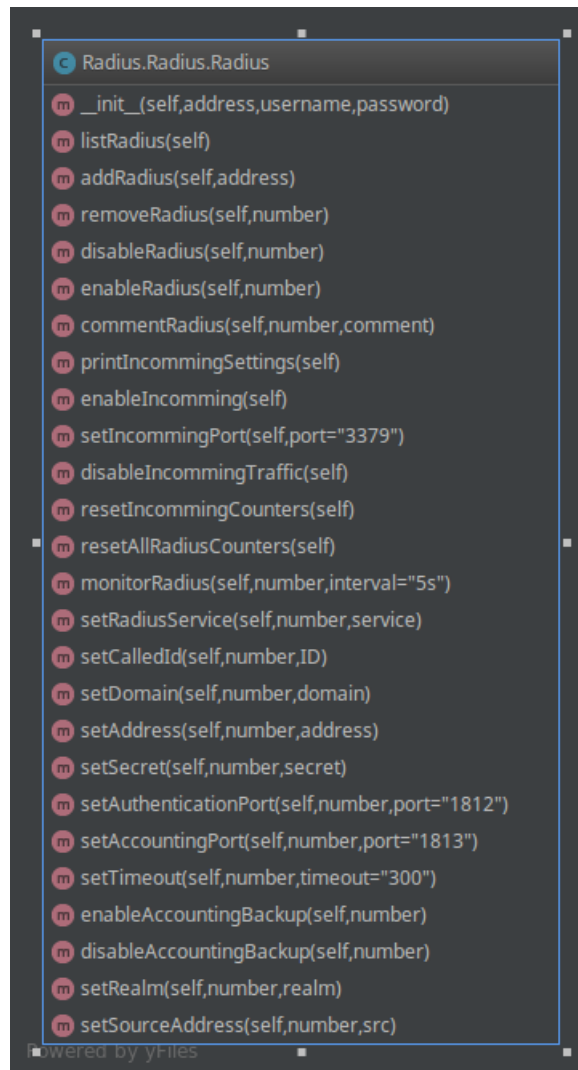 C Radius.Radius.Radius
m __init__(self,address,username,password)
m listRadius(self)
m addRadius(self,address)
m removeRadius(self,number)
m disableRadius(self,number)
m enableRadius(self,number)
m commentRadius(self,number,comment)
m printIncommingSettings(self)
m enableIncomming(self)
m setIncommingPort(self,port="3379")
m disableIncommingTraffic(self)
m resetIncommingCounters(self)
m resetAllRadiusCounters(self)
m monitorRadius(self,number,interval="5s")
m setRadiusService(self,number,service)
m setCalledId(self,number,ID)
m setDomain(self,number,domain)
m setAddress(self,number,address)
m setSecret(self,number,secret)
m setAuthenticationPort(self,number,port="1812")
m setAccountingPort(self,number,port="1813")
m setTimeout(self,number,timeout="300")
m enableAccountingBackup(self,number)
m disableAccountingBackup(self,number)
m setRealm(self,number,realm)
m setSourceAddress(self,number,src)
Powered by yFiles